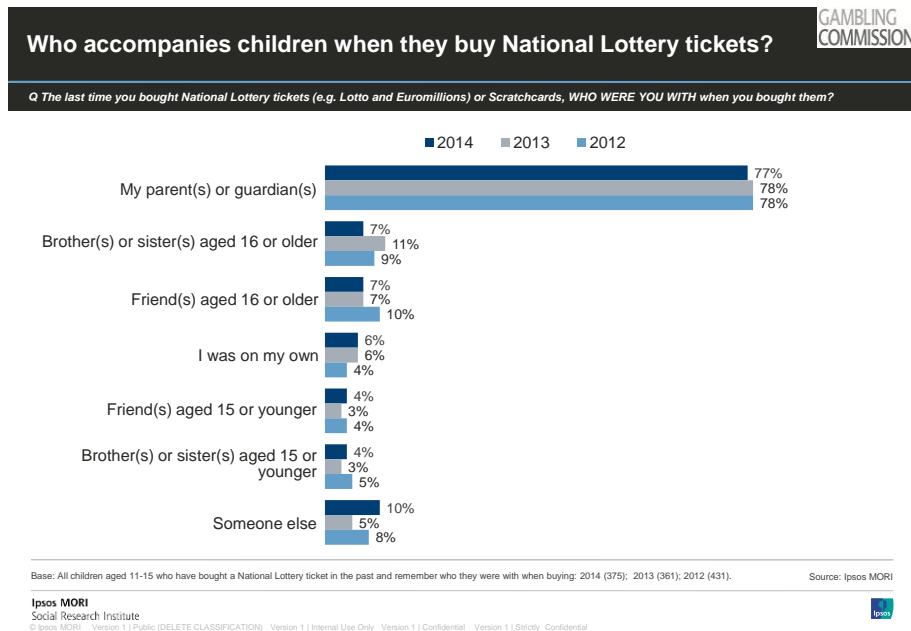 Who accompanies children when they buy National Lottery tickets?
GAMBLING
COMMISSION
Q The last time you bought National Lottery tickets (e.g. Lotto and Euromillions) or Scratchcards, WHO WERE YOU WITH when you bought them?
2014 2013 2012
My parent(s) or guardian(s)
77%
78%
78%
Brother(s) or sister(s) aged 16 or older
7%
11%
9%
Friend(s) aged 16 or older
7%
7%
10%
I was on my own
6%
6%
4%
Friend(s) aged 15 or younger
4%
3%
4%
Brother(s) or sister(s) aged 15 or
younger
4%
3%
5%
Someone else
10%
5%
8%
Base: All children aged 11-15 who have bought a National Lottery ticket in the past and remember who they were with when buying: 2014 (375); 2013 (361); 2012 (431).
Source: Ipsos MORI
Ipsos MORI
Social Research Institute
Ipsos
© Ipsos MORI Version 1 | Public (DELETE CLASSIFICATION) Version 1 | Internal Use Only Version 1 | Confidential Version 1 | Strictly Confidential